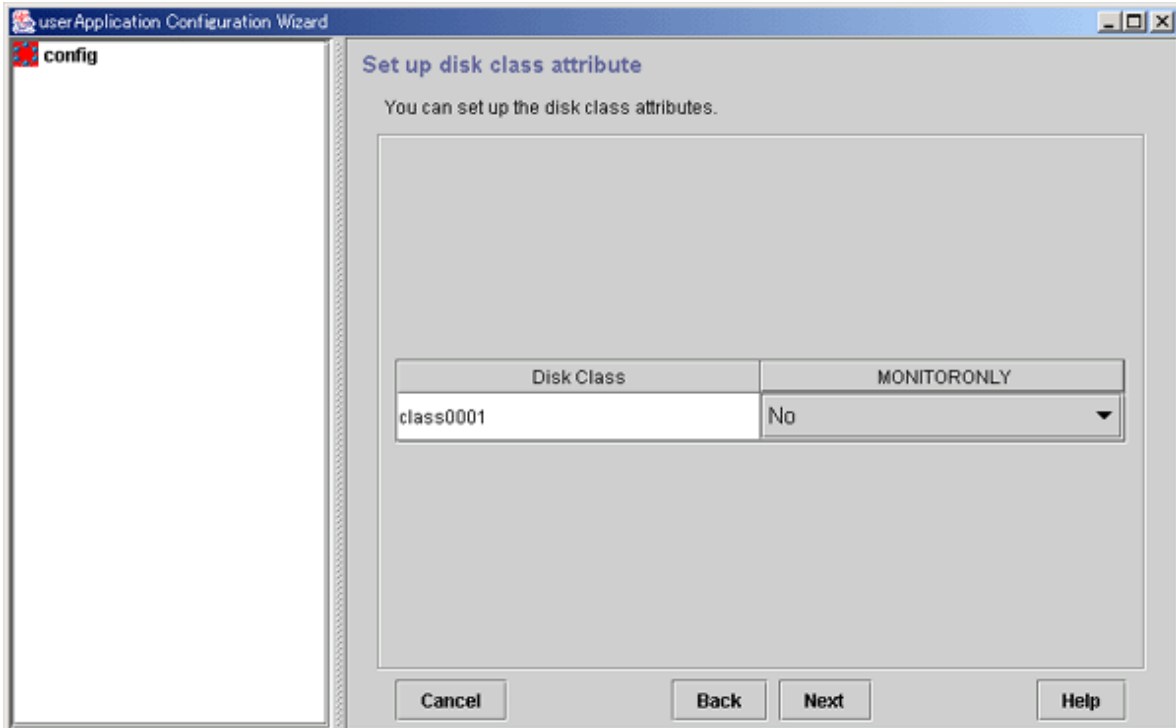 userApplication Configuration Wizard
config
Set up disk class attribute
You can set up the disk class attributes.
Disk Class MONITORONLY
class0001 No
Cancel Back Next Help